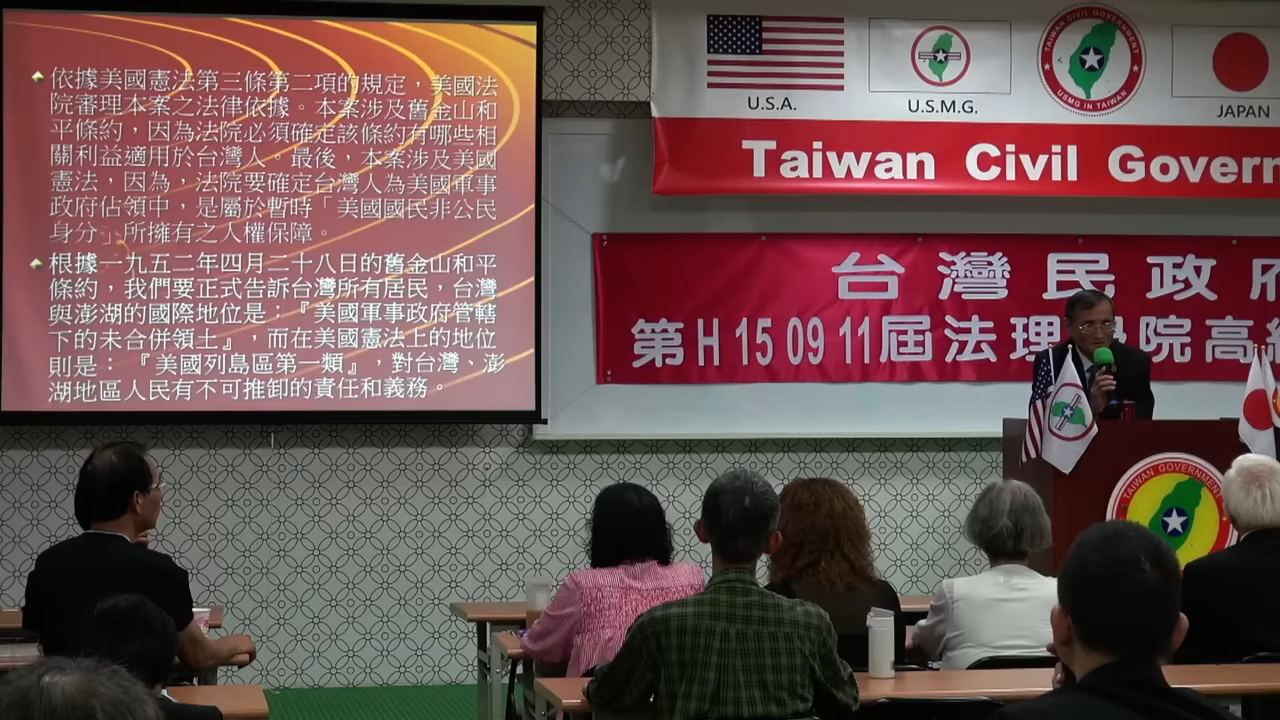 依據美國憲法第三條第二項的規定，美國法
院審理本案之法律依據。本案涉及舊金山和
平條約，因為法院必須確定該條約有哪些相
關利益適用於台灣人。最後，本案涉及美國
憲法，因為，法院要確定台灣人為美國軍事
政府佔領中，是屬於暫時「美國國民非公民
身分」所擁有之人權保障。
根據一九五二年四月二十八日的舊金山和平
條約，我們要正式告訴台灣所有居民，台灣
與澎湖的國際地位是：『美國軍事政府管轄
下的未合併領土』，而在美國憲法上的地位
則是：『美國列島區第一類』，對台灣、澎
湖地區人民有不可推卸的責任和義務。
U.S.A.
U.S.M.G.
TAIWAN CIVIL GOVERNMENT
USMG IN TAIWAN
JAPAN
Taiwan Civil Govern
台灣民政府
第H 15 09 11屆法理學院高
TAIWAN GOVERNMENT